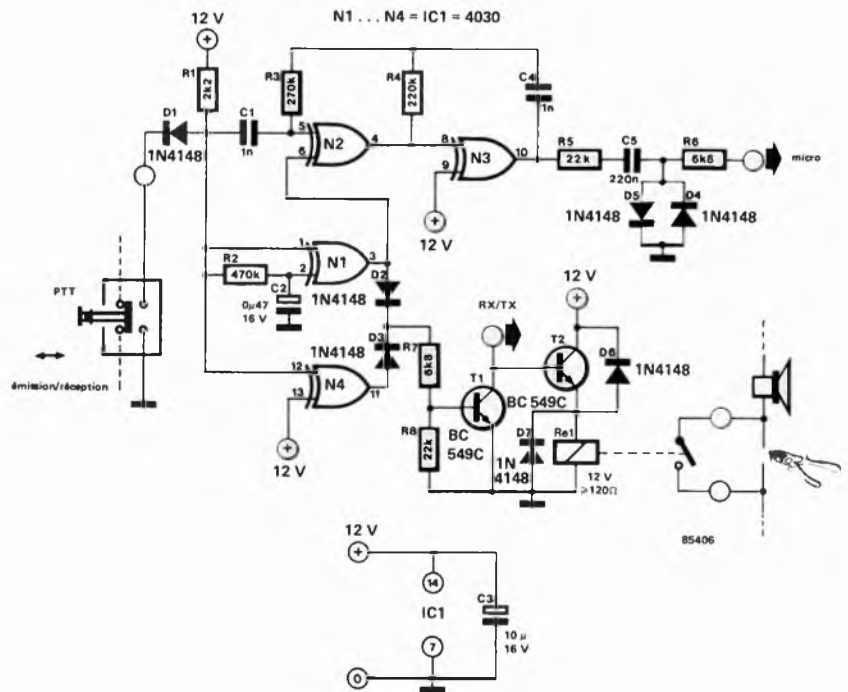 N1 . . . N4 = IC1 = 4030
12 V
R1
2k2
D1
1N4148
C1
1n
R3
270k
R4
220k
C4
1n
5
6
N2
4
8
9
N3
10
12 V
R5
22k
C5
220n
R6
6k8
micro
D5
1N4148
D4
1N4148
PTT
émission/réception
R2
470k
C2
0µ47
16 V
1
2
N1
3
1N4148
D2
1N4148
D3
12
13
N4
11
12 V
R7
6k8
R8
22k
RX/TX
T1
BC
549C
12 V
T2
BC 549C
D6
1N4148
D7
1N
4148
Re1
12 V
≥120Ω
85406
12 V
14
IC1
7
C3
10 µ
16 V
0